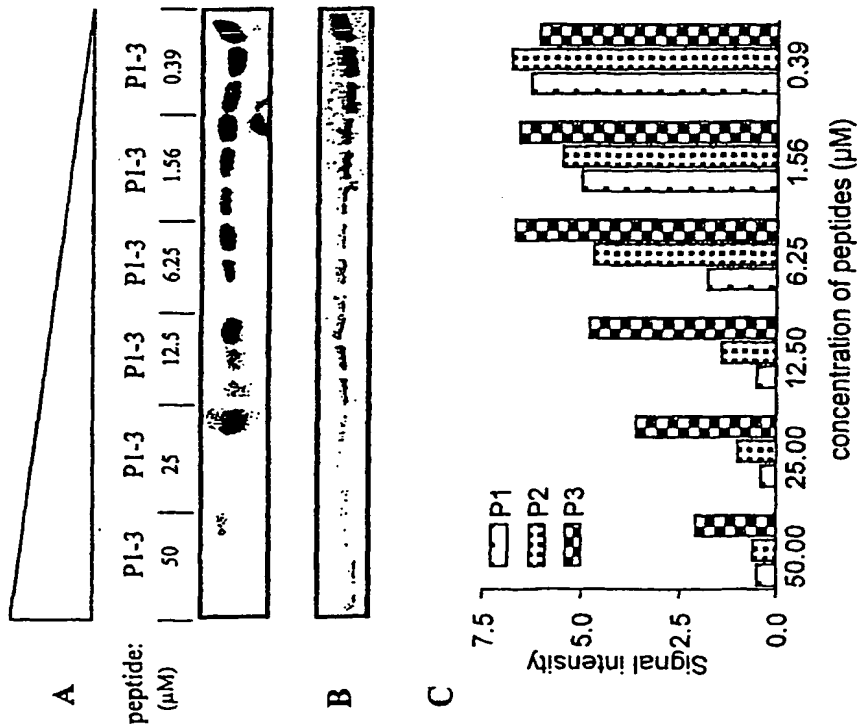 A
P1-3 P1-3 P1-3 P1-3 P1-3 P1-3
peptide: 50 25 12.5 6.25 1.56 0.39
(μM)
B
C
7.5
5.0
2.5
0.0
Signal intensity
P1
P2
P3
50.00 25.00 12.50 6.25 1.56 0.39
concentration of peptides (μM)